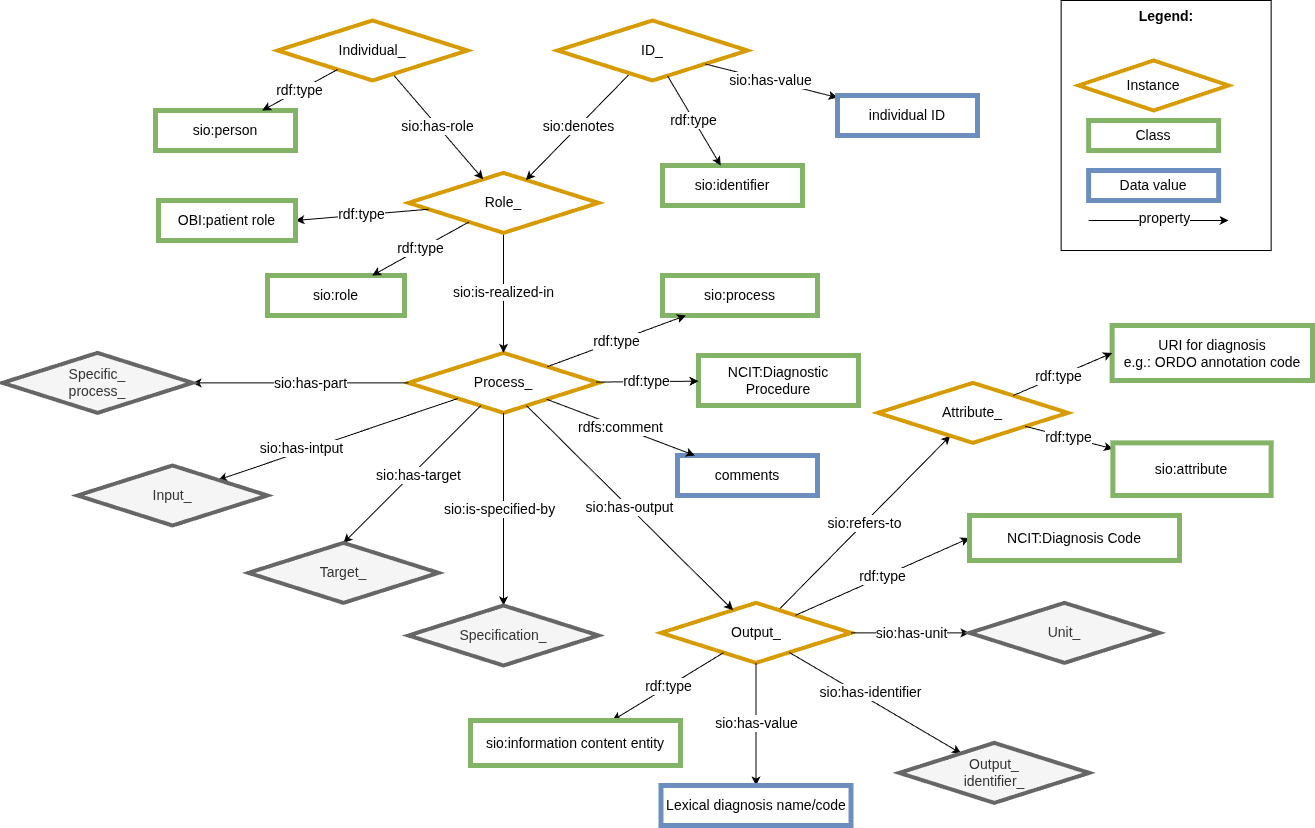 Legend:
Individual_
ID_
rdf:type
sio:has-value
Instance
sio:person
sio:has-role
sio:denotes
rdf:type
individual ID
Class
sio:identifier
Data value
OBI:patient role
rdf:type
Role_
property
rdf:type
sio:role
sio:is-realized-in
sio:process
rdf:type
URI for diagnosis
e.g.: ORDO annotation code
Specific_
process_
sio:has-part
Process_
rdf:type
NCIT:Diagnostic
Procedure
rdf:type
Attribute_
rdfs:comment
rdf:type
sio:has-intput
sio:has-target
comments
sio:attribute
Input_
sio:is-specified-by
sio:has-output
sio:refers-to
NCIT:Diagnosis Code
Target_
rdf:type
Specification_
Output_
sio:has-unit
Unit_
rdf:type
sio:has-identifier
sio:has-value
sio:information content entity
Output_
identifier_
Lexical diagnosis name/code